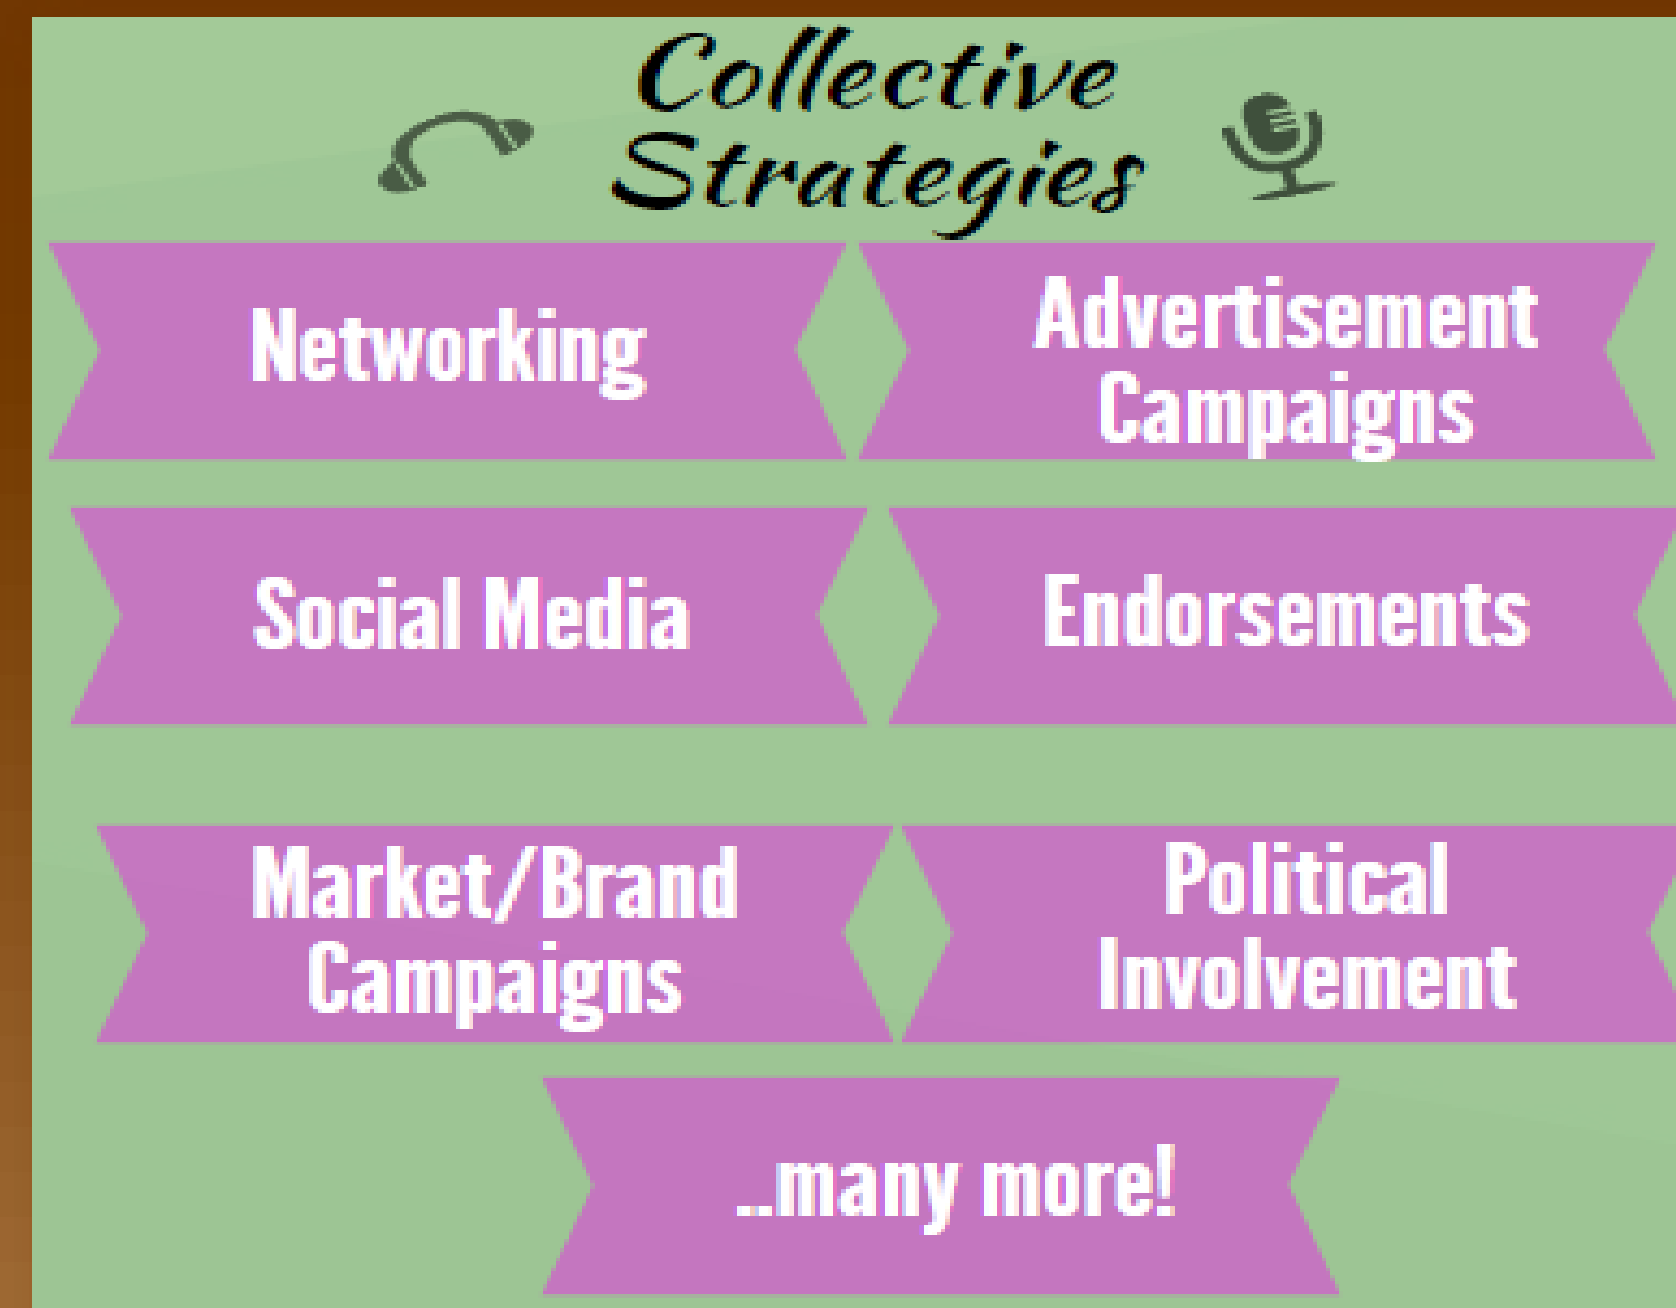 Collective
Strategies
Networking
Advertisement
Campaigns
Social Media
Endorsements
Market/Brand
Campaigns
Political
Involvement
..many more!